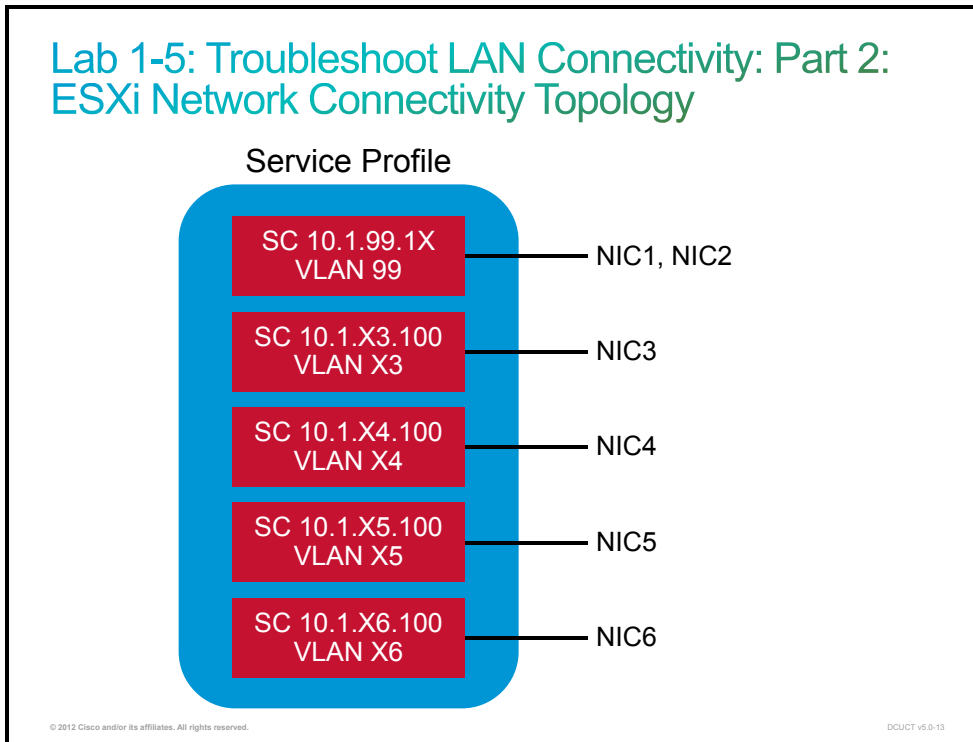 Lab 1-5: Troubleshoot LAN Connectivity: Part 2:
ESXi Network Connectivity Topology
Service Profile
SC 10.1.99.1X
VLAN 99
NIC1, NIC2
SC 10.1.X3.100
VLAN X3
NIC3
SC 10.1.X4.100
VLAN X4
NIC4
SC 10.1.X5.100
VLAN X5
NIC5
SC 10.1.X6.100
VLAN X6
NIC6
© 2012 Cisco and/or its affiliates. All rights reserved.
DCUCT v5.0-13